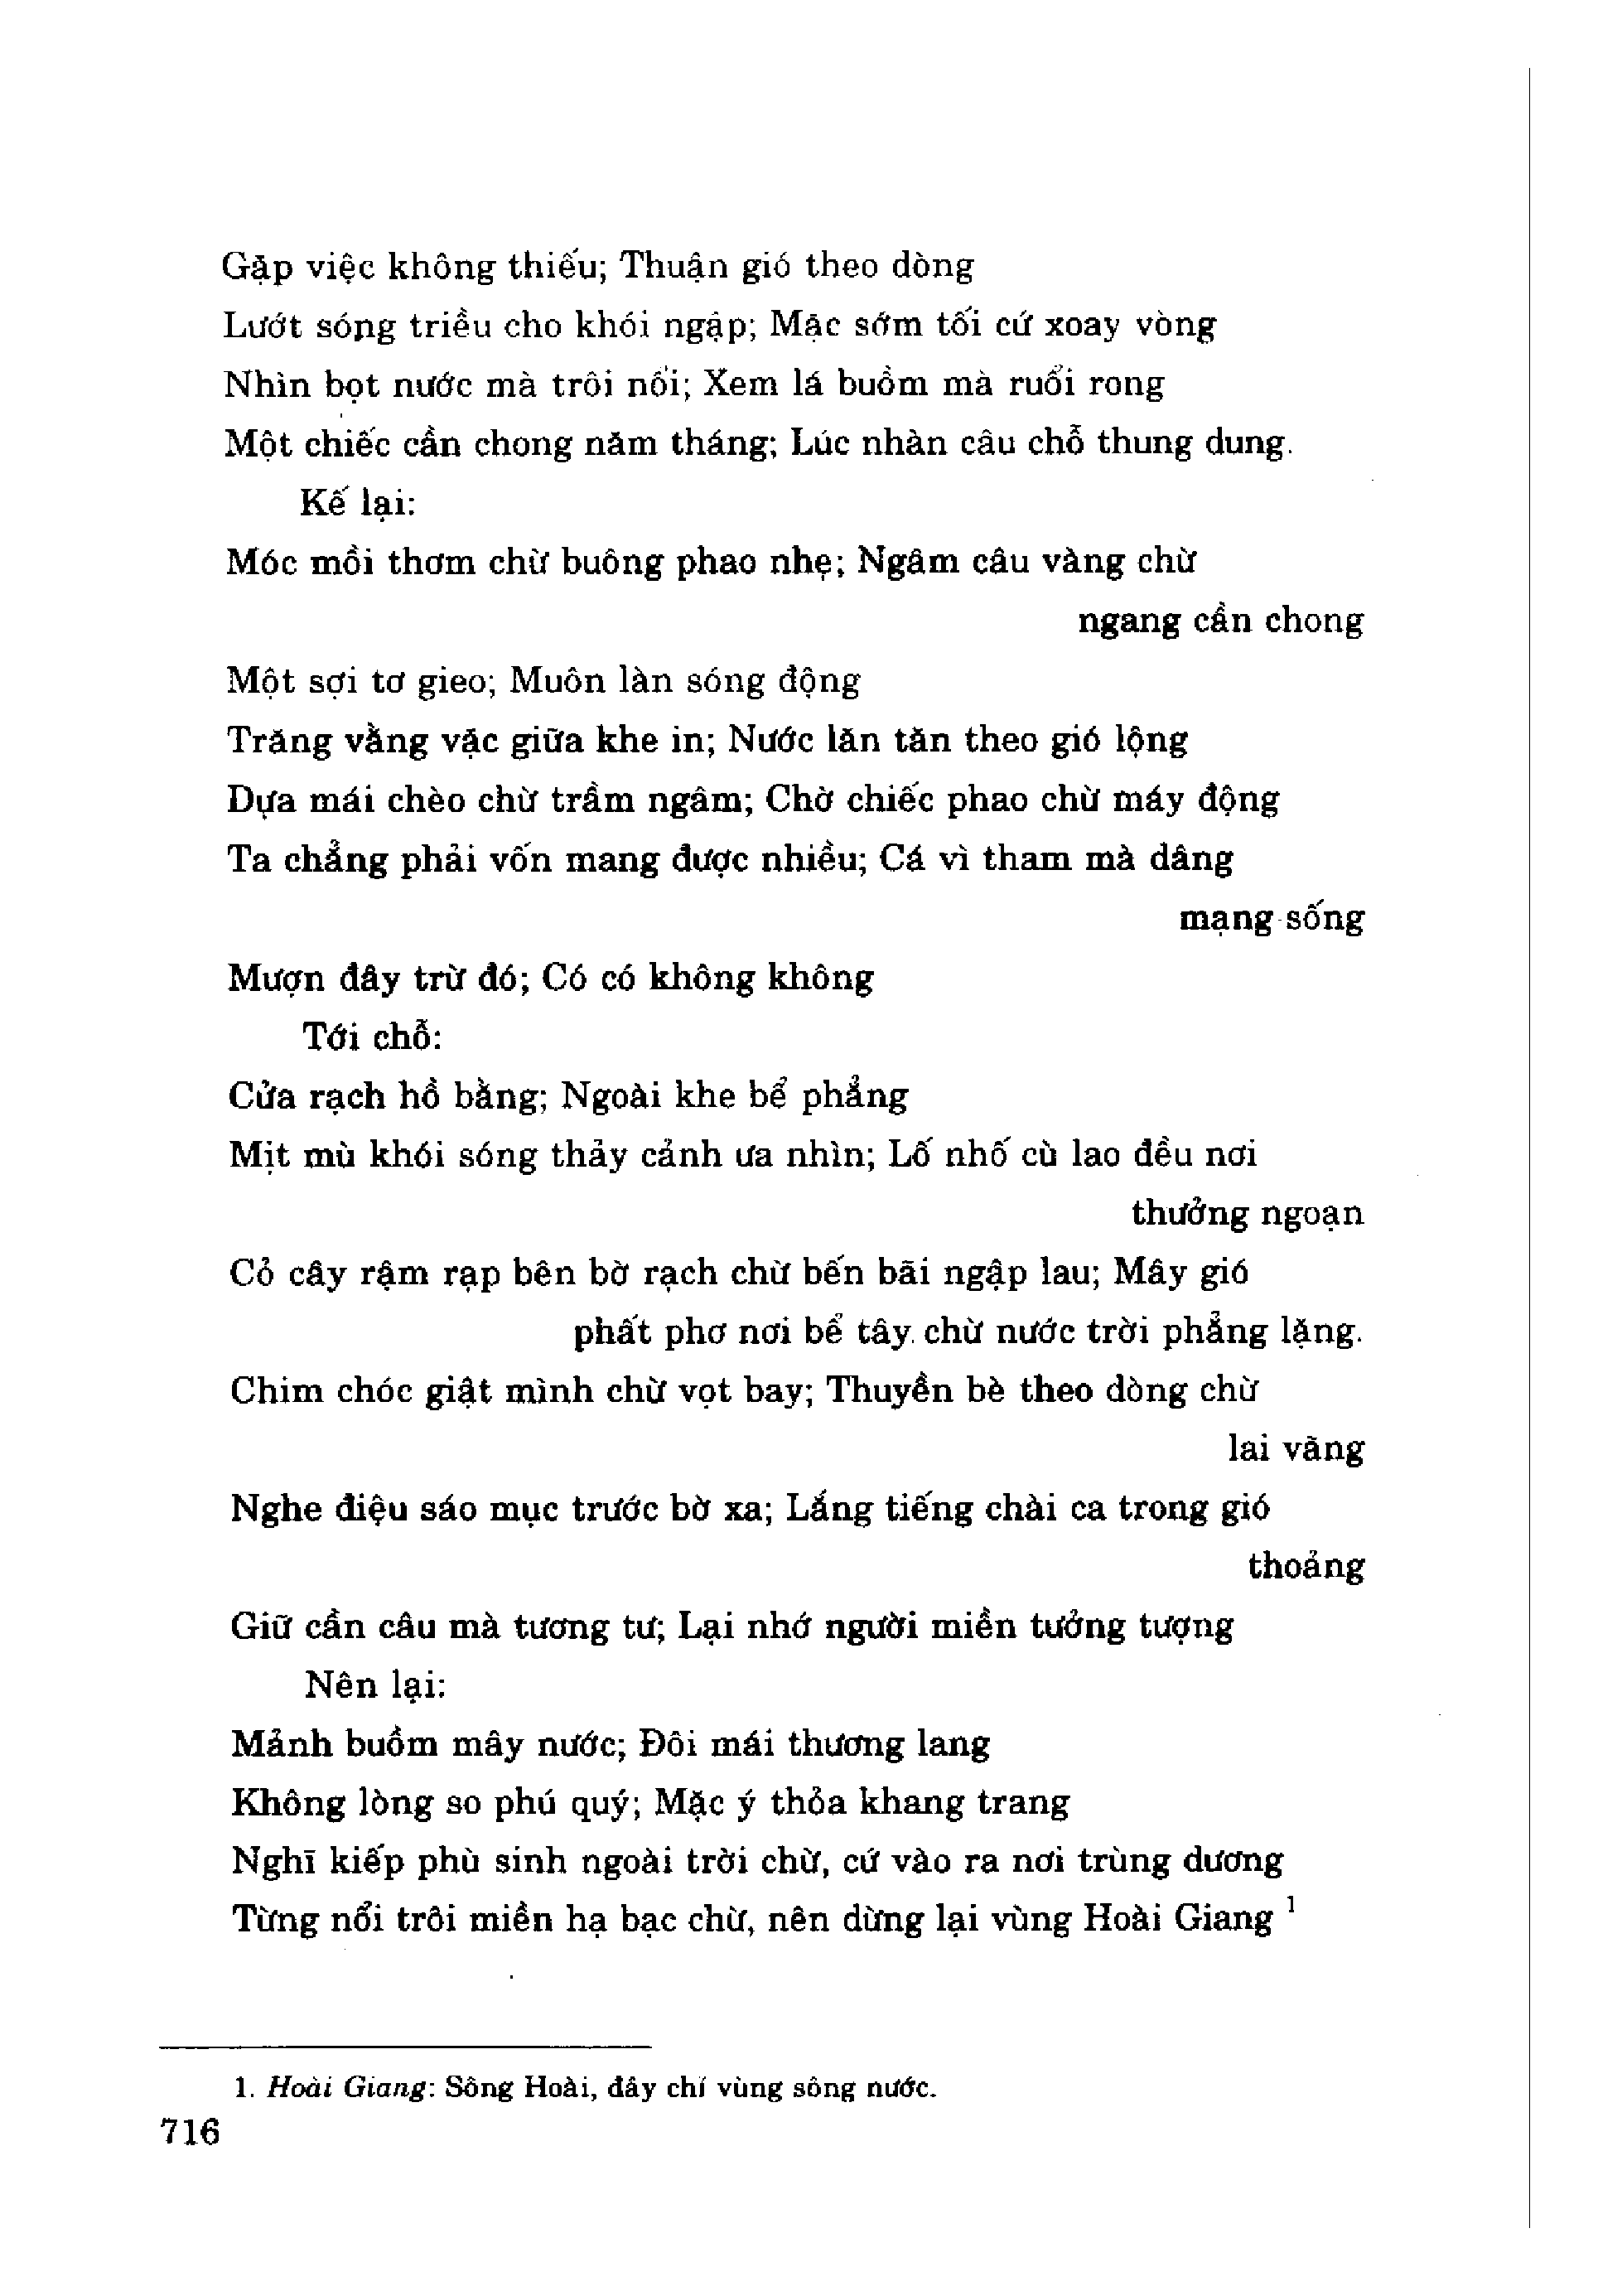 Gặp việc không thiếu; Thuận gió theo dòng
Lướt sóng triều cho khói ngập; Mặc sớm tối cứ xoay vòng
Nhìn bọt nước mà trôi nổi; Xem lá buồm mà ruổi rong
Một chiếc cần chong năm tháng; Lúc nhàn câu chỗ thung dung.
Kế lại:
Móc mồi thơm chừ buông phao nhẹ; Ngâm câu vàng chừ
ngang cần chong
Một sợi tơ gieo; Muôn làn sóng động
Trăng vằng vặc giữa khe in; Nước lăn tăn theo gió lộng
Dựa mái chèo chừ trầm ngâm; Chờ chiếc phao chừ máy động
Ta chẳng phải vốn mang được nhiều; Cá vì tham mà dâng
mạng sống
Mượn đây trừ đó; Có có không không
Tới chỗ:
Cửa rạch hồ bằng; Ngoài khe bể phẳng
Mịt mù khói sóng thảy cảnh ưa nhìn; Lố nhố cù lao đều nơi
thưởng ngoạn
Cỏ cây rậm rạp bên bờ rạch chừ bến bãi ngập lau; Mây gió
phất phơ nơi bể tây. chừ nước trời phẳng lặng.
Chim chóc giật mình chừ vọt bay; Thuyền bè theo dòng chừ
lai vãng
Nghe điệu sáo mục trước bờ xa; Lắng tiếng chài ca trong gió
thoảng
Giữ cần câu mà tương tư; Lại nhớ người miền tưởng tượng
Nên lại:
Mảnh buồm mây nước; Đôi mái thương lang
Không lòng so phú quý; Mặc ý thỏa khang trang
Nghĩ kiếp phù sinh ngoài trời chừ, cứ vào ra nơi trùng dương
Từng nổi trôi miền hạ bạc chừ, nên dừng lại vùng Hoài Giang 1
1. Hoài Giang: Sông Hoài, đây chỉ vùng sông nước.
716